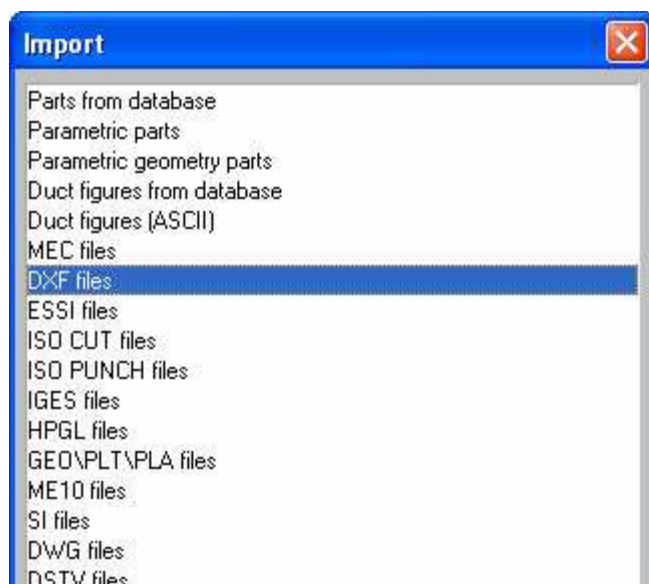 Import
Parts from database
Parametric parts
Parametric geometry parts
Duct figures from database
Duct figures (ASCII)
MEC files
DXF files
ESSI files
ISO CUT files
ISO PUNCH files
IGES files
HPGL files
GEO\PLT\PLA files
ME10 files
SI files
DWG files
DSTV files